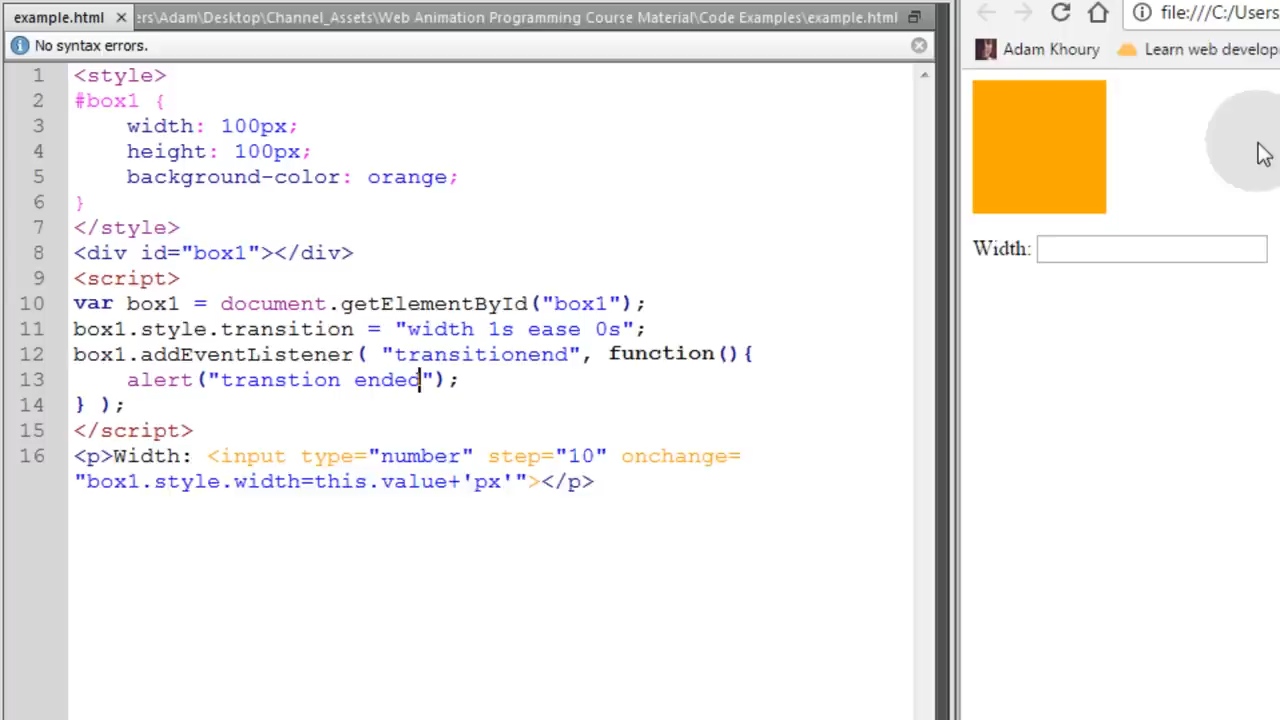 example.html × ers\Adam\Desktop\Channel_Assets\Web Animation Programming Course Material\Code Examples\example.html
No syntax errors.
1 <style>
2 #box1 {
3 width: 100px;
4 height: 100px;
5 background-color: orange;
6 }
7 </style>
8 <div id="box1"></div>
9 <script>
10 var box1 = document.getElementById("box1");
11 box1.style.transition = "width 1s ease 0s";
12 box1.addEventListener( "transitionend", function(){
13 alert("transtion ended");
14 } );
15 </script>
16 <p>Width: <input type="number" step="10" onchange=
"box1.style.width=this.value+'px'"></p>
file:///C:/Users
Adam Khoury Learn web develop
Width: